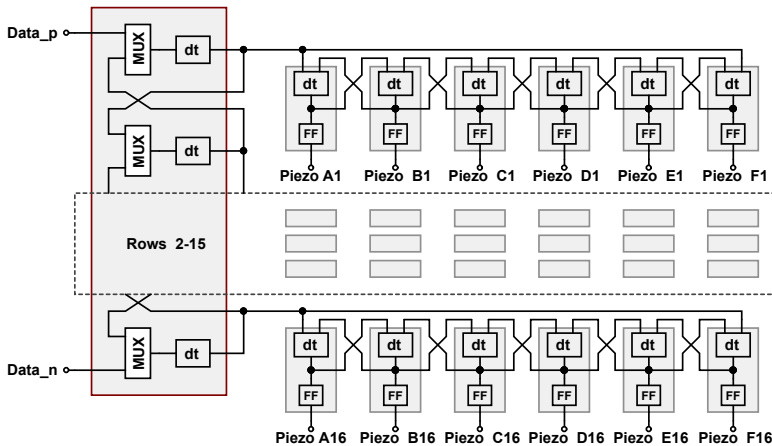 Data_p
MUX
dt
dt dt dt dt dt dt
FF FF FF FF FF FF
MUX
dt
Piezo A1 Piezo B1 Piezo C1 Piezo D1 Piezo E1 Piezo F1
Rows 2-15
MUX
dt
dt dt dt dt dt dt
Data_n
FF FF FF FF FF FF
Piezo A16 Piezo B16 Piezo C16 Piezo D16 Piezo E16 Piezo F16